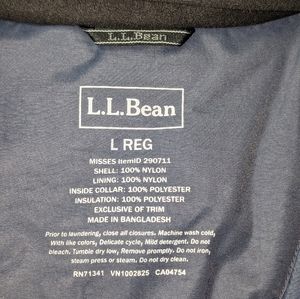 L.L.Bean
L.L.Bean
L REG
MISSES ItemID 290711
SHELL: 100% NYLON
LINING: 100% NYLON
INSIDE COLLAR: 100% POLYESTER
INSULATION: 100% POLYESTER
EXCLUSIVE OF TRIM
MADE IN BANGLADESH
Prior to laundering, close all closures. Machine wash cold,
With like colors, Delicate cycle, Mild detergent. Do not
bleach. Tumble dry low, Remove promptly. Do not iron,
steam press or steam. Do not dry clean.
RN71341 VN1002825 CA04754